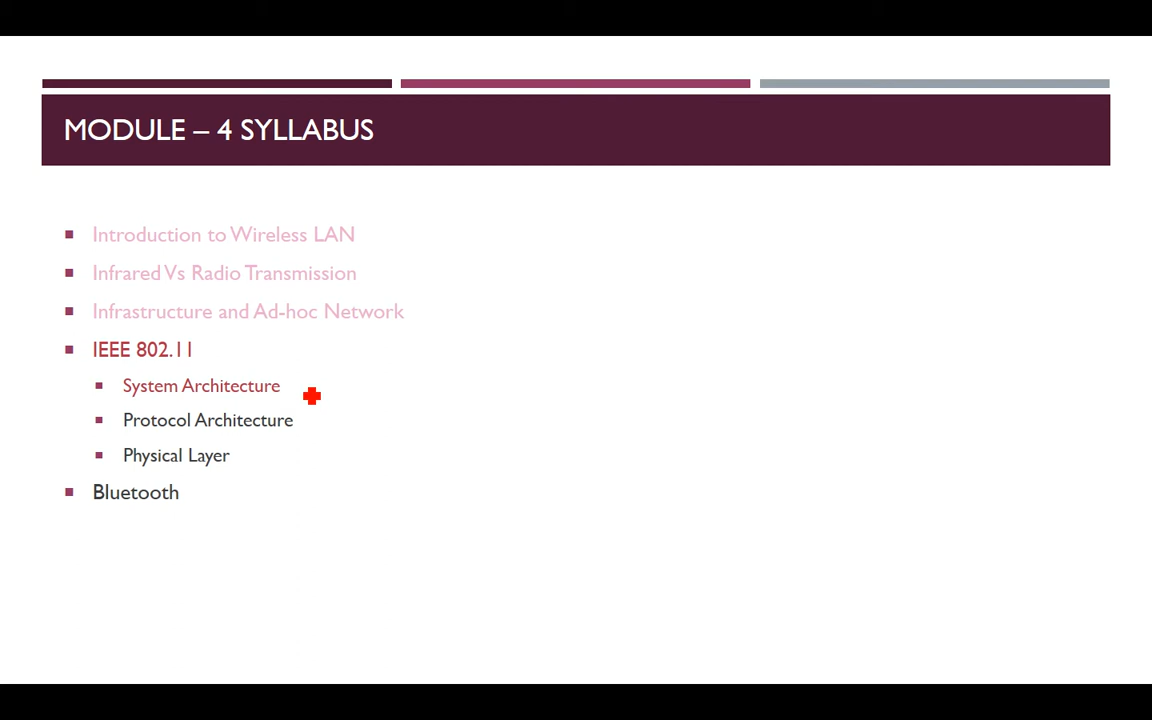 MODULE – 4 SYLLABUS
Introduction to Wireless LAN
Infrared Vs Radio Transmission
Infrastructure and Ad-hoc Network
IEEE 802.11
System Architecture
Protocol Architecture
Physical Layer
Bluetooth